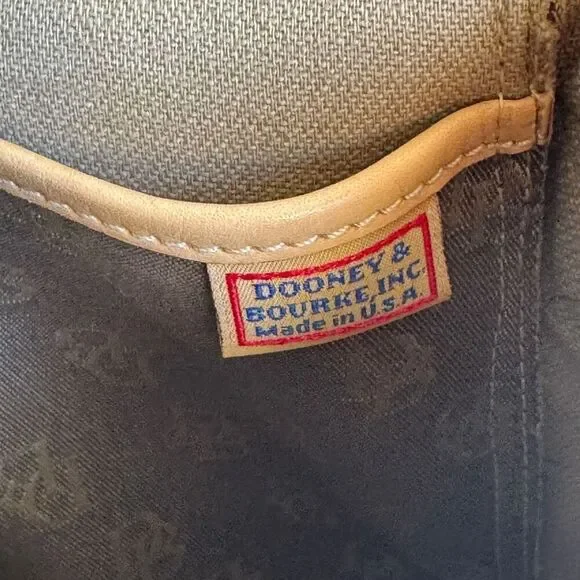 DOONEY &
BOURKE, INC.
Made in U.S.A.